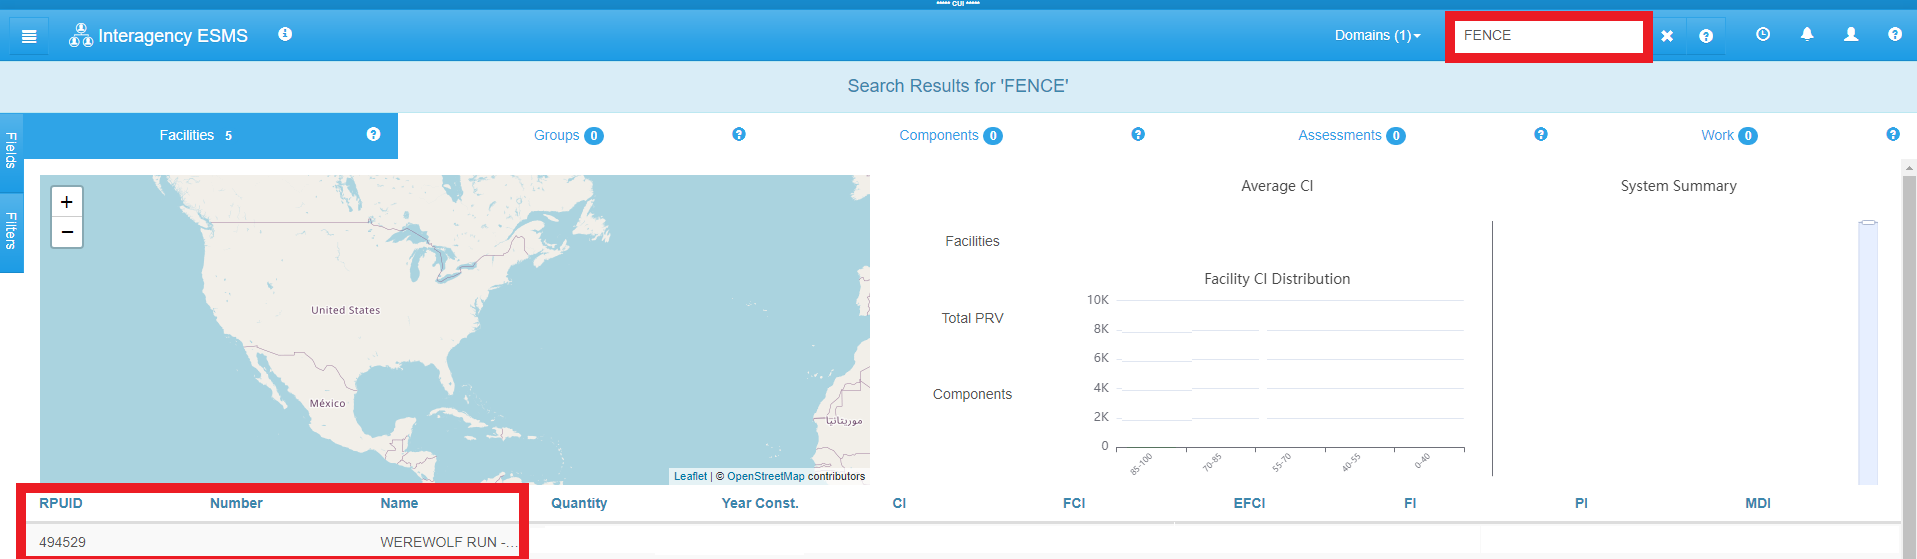 ***** CUI *****
Interagency ESMS
Domains (1)
FENCE
Search Results for 'FENCE'
Fields
Filters
Facilities 5
Groups 0
Components 0
Assessments 0
Work 0
+
−
United States
México
موريتانيا
Leaflet | © OpenStreetMap contributors
Average CI
System Summary
Facilities
Total PRV
Components
Facility CI Distribution
10K
8K
6K
4K
2K
0
85-100
70-85
55-70
40-55
0-40
RPUID Number Name Quantity Year Const. CI FCI EFCI FI PI MDI
494529 WEREWOLF RUN -...